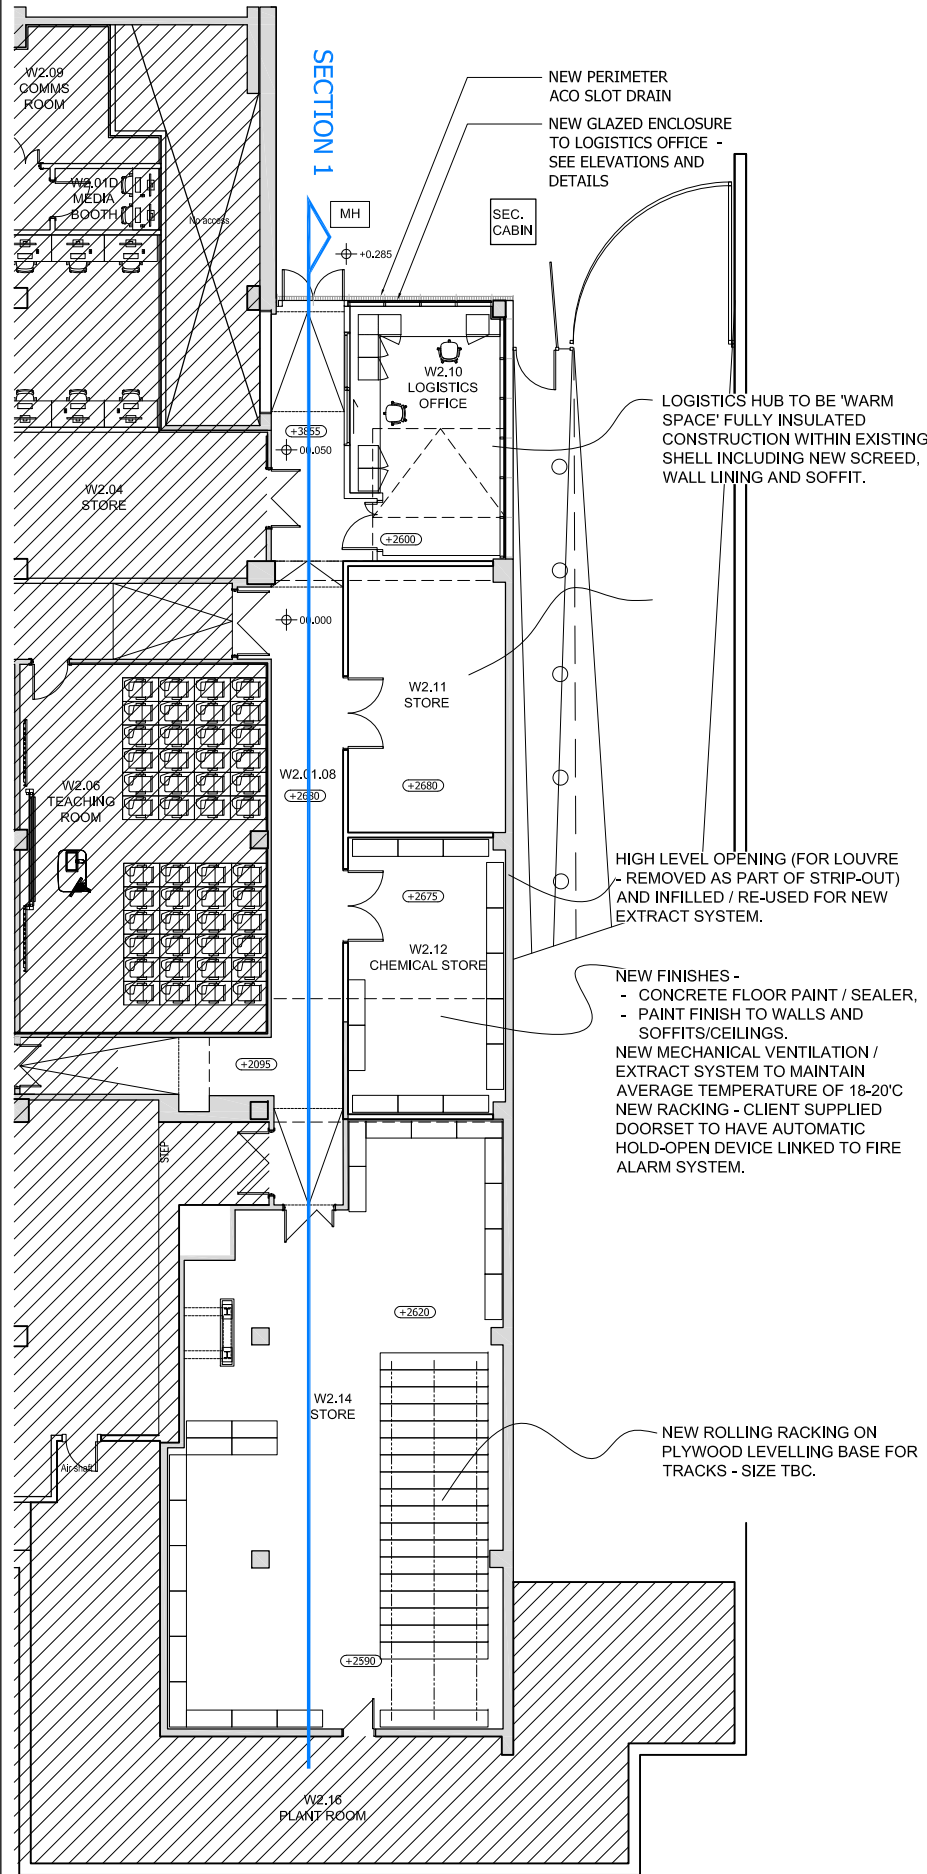 W2.09
COMMS
ROOM
W2.01D
MEDIA
BOOTH
No access
SECTION 1
MH
+0.285
NEW PERIMETER
ACO SLOT DRAIN
NEW GLAZED ENCLOSURE
TO LOGISTICS OFFICE -
SEE ELEVATIONS AND
DETAILS
SEC.
CABIN
W2.10
LOGISTICS
OFFICE
LOGISTICS HUB TO BE 'WARM
SPACE' FULLY INSULATED
CONSTRUCTION WITHIN EXISTING
SHELL INCLUDING NEW SCREED,
WALL LINING AND SOFFIT.
+3855
00.050
W2.04
STORE
+2600
00.000
W2.11
STORE
+2680
W2.01.08
+2680
W2.06
TEACHING
ROOM
HIGH LEVEL OPENING (FOR LOUVRE
- REMOVED AS PART OF STRIP-OUT)
AND INFILLED / RE-USED FOR NEW
EXTRACT SYSTEM.
+2675
W2.12
CHEMICAL STORE
NEW FINISHES -
- CONCRETE FLOOR PAINT / SEALER,
- PAINT FINISH TO WALLS AND
SOFFITS/CEILINGS.
NEW MECHANICAL VENTILATION /
EXTRACT SYSTEM TO MAINTAIN
AVERAGE TEMPERATURE OF 18-20'C
NEW RACKING - CLIENT SUPPLIED
DOORSET TO HAVE AUTOMATIC
HOLD-OPEN DEVICE LINKED TO FIRE
ALARM SYSTEM.
+2095
STEP
+2620
W2.14
STORE
NEW ROLLING RACKING ON
PLYWOOD LEVELLING BASE FOR
TRACKS - SIZE TBC.
Air shaft
+2590
W2.16
PLANT ROOM